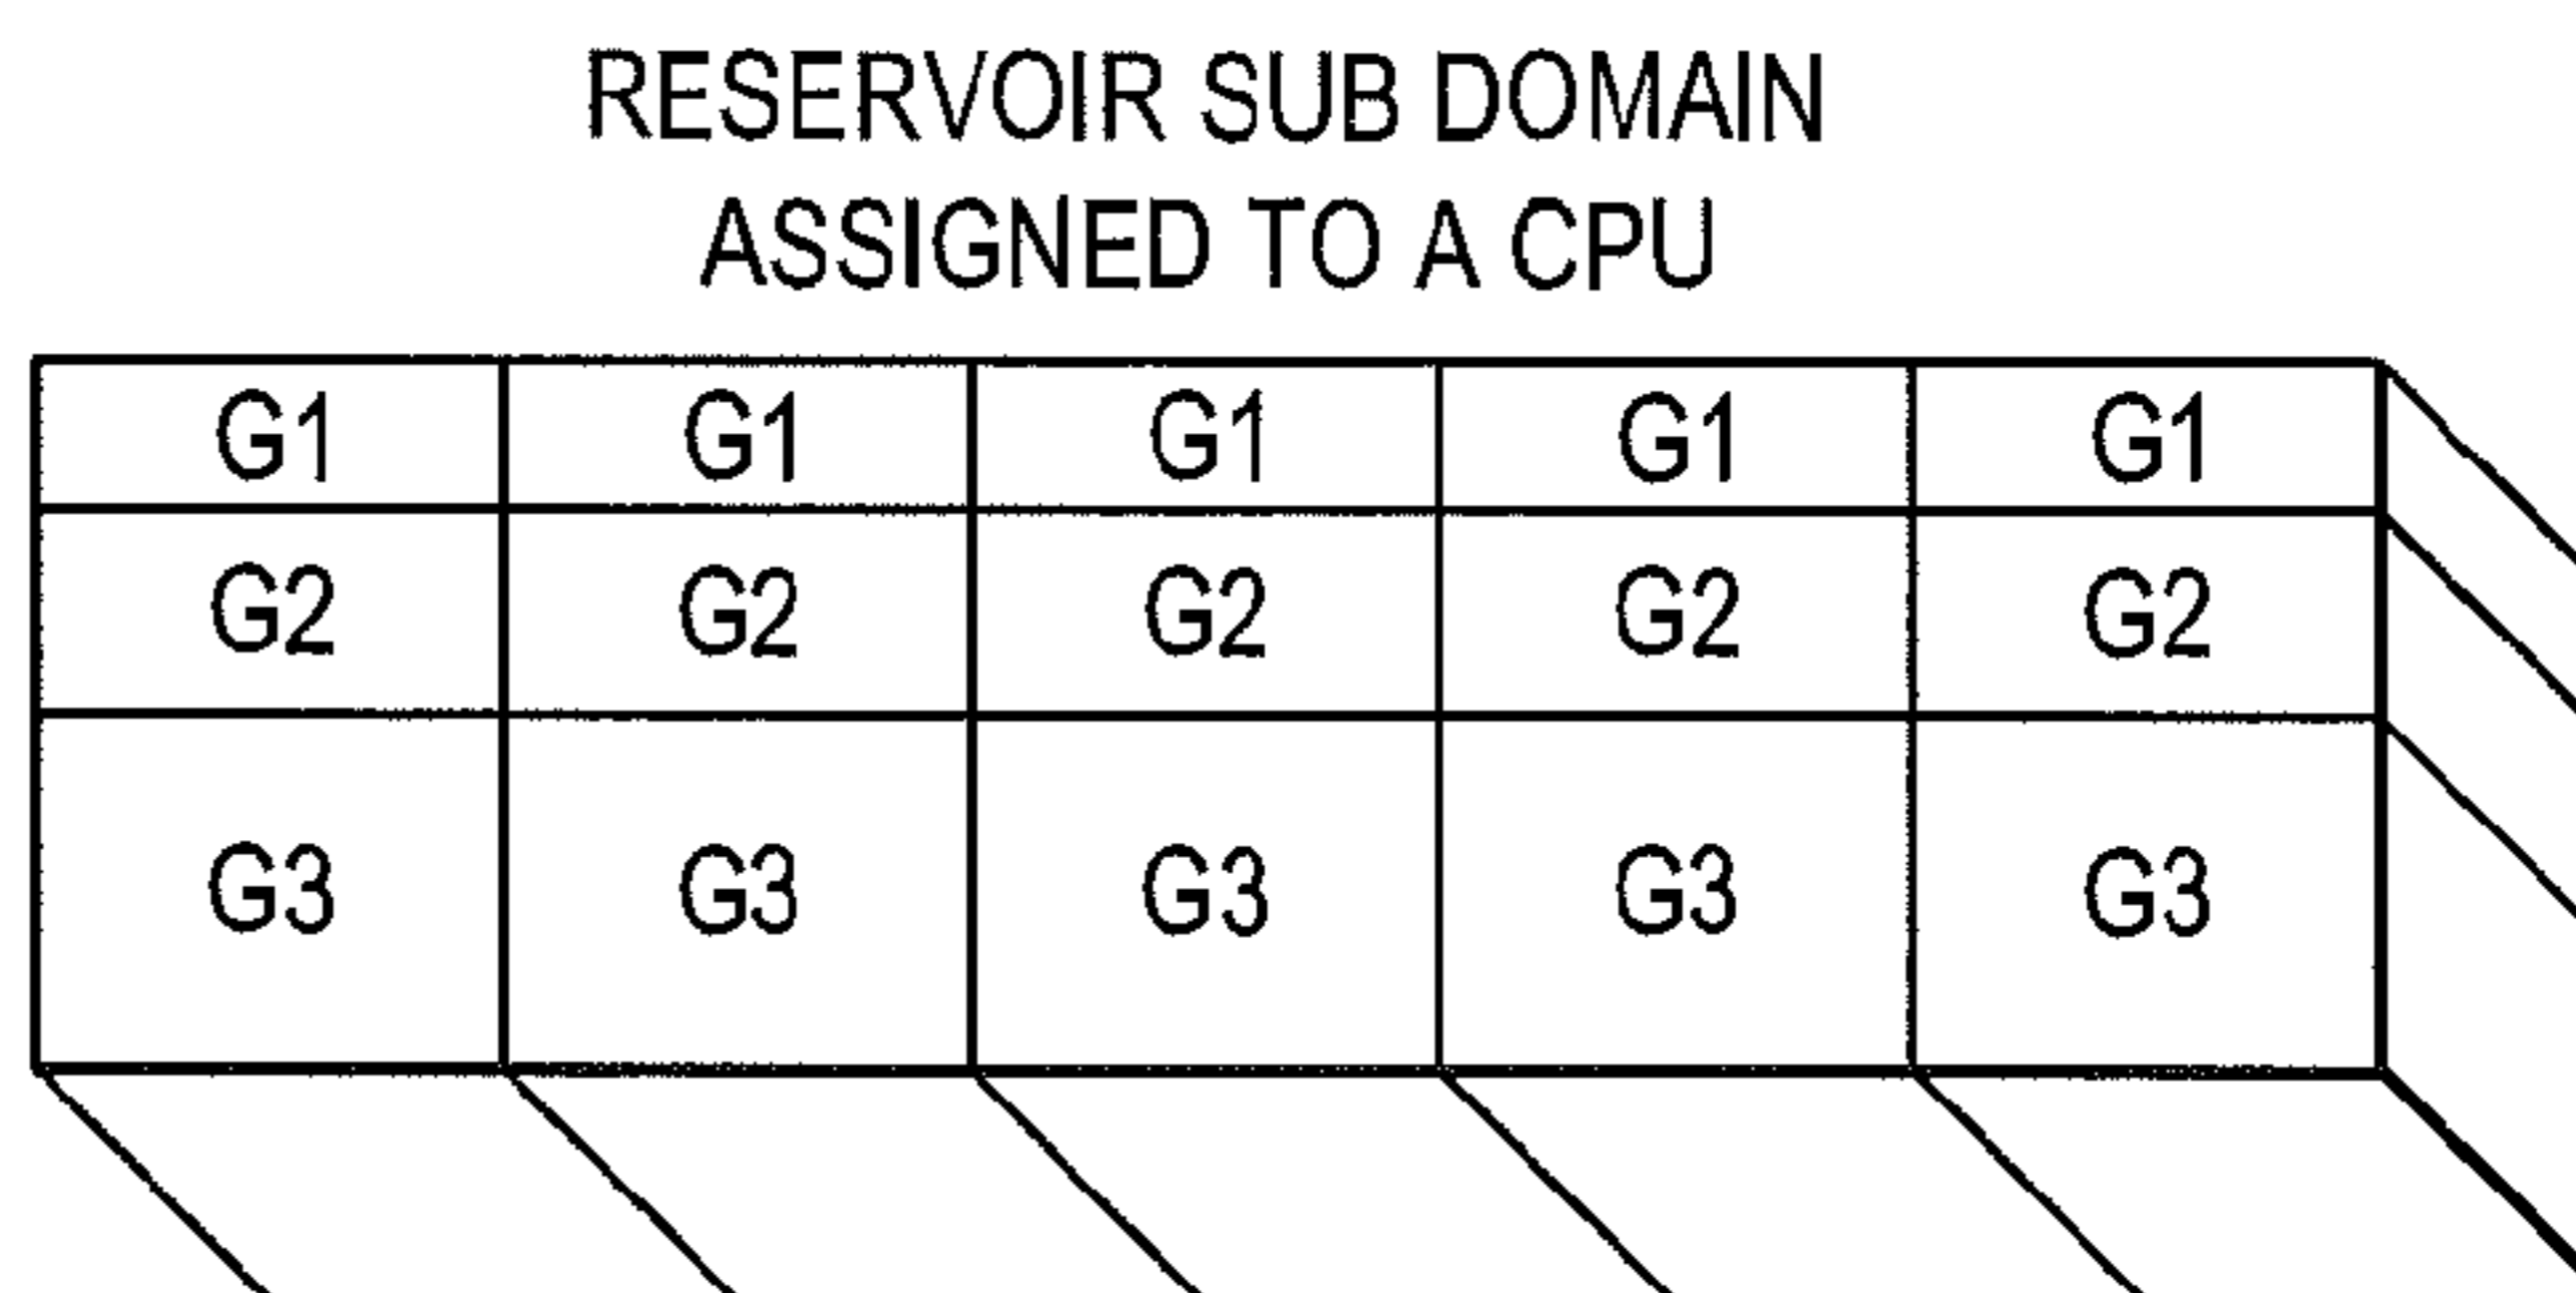 RESERVOIR SUB DOMAIN
ASSIGNED TO A CPU
G1 G1 G1 G1 G1
G2 G2 G2 G2 G2
G3 G3 G3 G3 G3